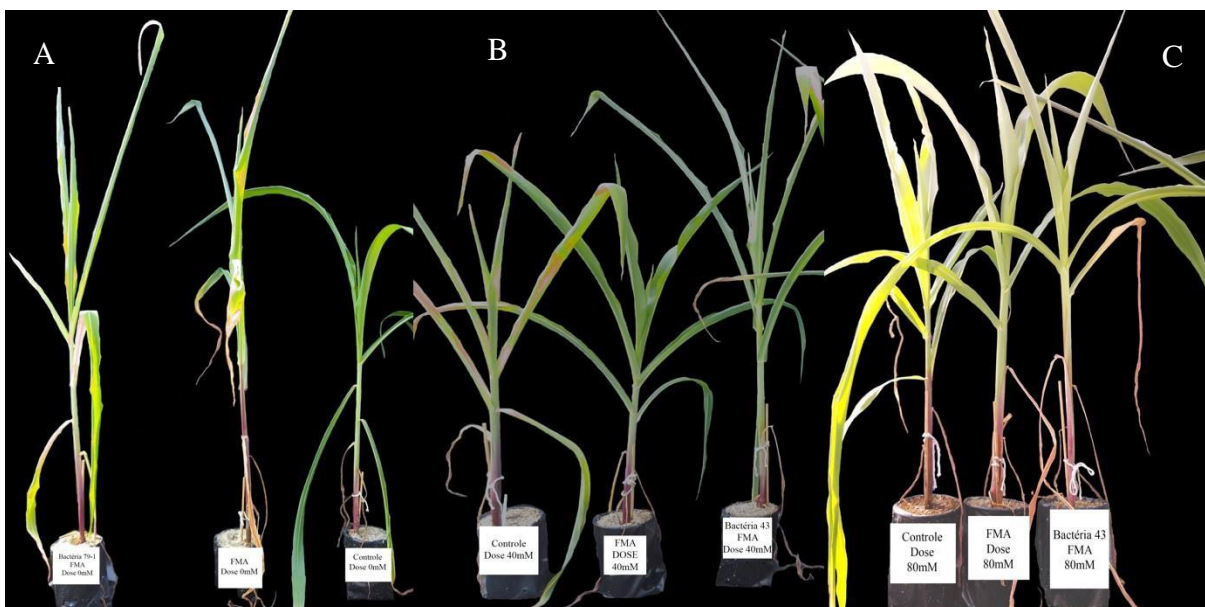 A
B
C
Bactéria 79-1
FMA
Dose 0mM
FMA
Dose 0mM
Controle
Dose 0mM
Controle
Dose 40mM
FMA
DOSE
40mM
Bactéria 43
FMA
Dose 40mM
Controle
Dose
80mM
FMA
Dose
80mM
Bactéria 43
FMA
80mM